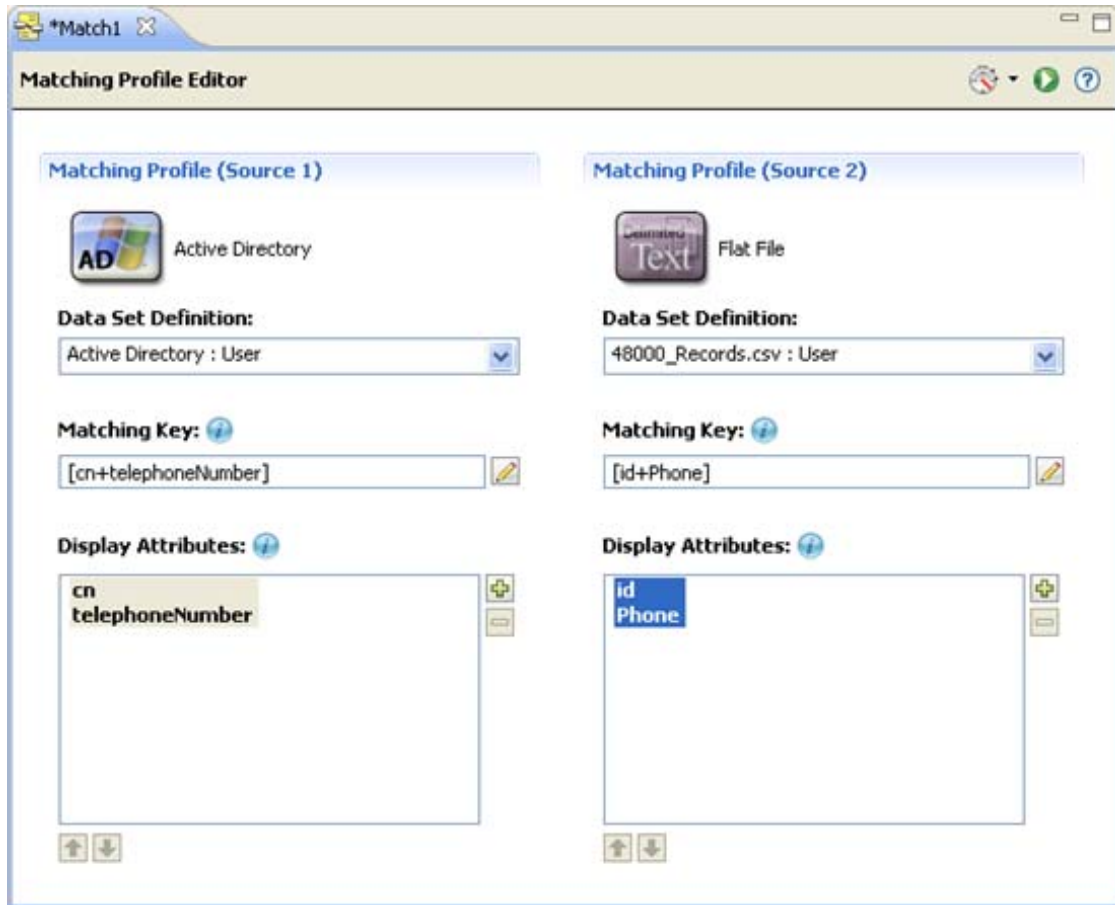 *Match1
Matching Profile Editor
Matching Profile (Source 1)
AD
Active Directory
Data Set Definition:
Active Directory : User
Matching Key:
[cn+telephoneNumber]
Display Attributes:
cn
telephoneNumber
Matching Profile (Source 2)
Delimited
Text
Flat File
Data Set Definition:
48000_Records.csv : User
Matching Key:
[id+Phone]
Display Attributes:
id
Phone